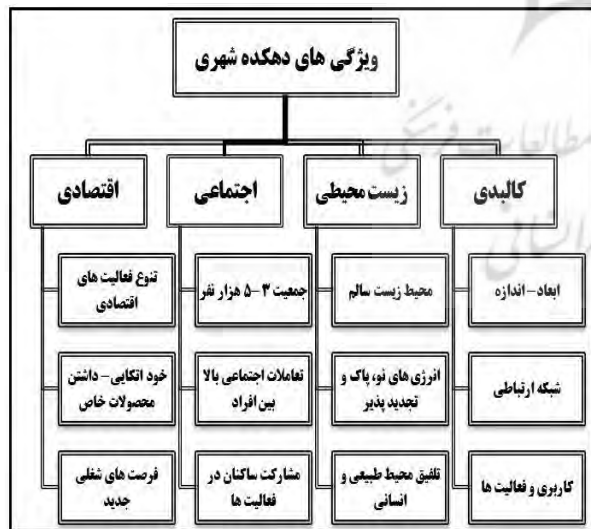 ویژگی های دهکده شهری
کالبدی
ابعاد-اندازه
شبکه ارتباطی
کاربری و فعالیت ها
زیست محیطی
محیط زیست سالم
انرژی های نو، پاک و
تجدید پذیر
تلفیق محیط طبیعی و
انسانی
اجتماعی
جمعیت ۳-۵ هزار نفر
تعاملات اجتماعی بالا
بین افراد
مشارکت ساکنان در
فعالیت ها
اقتصادی
تنوع فعالیت های
اقتصادی
خود اتکایی-داشتن
محصولات خاص
فرصت های شغلی
جدید
مطالعات فرهنگی